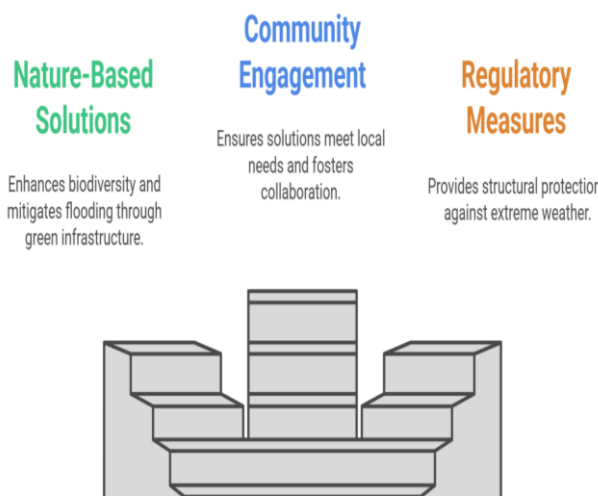 Nature-Based
Solutions
Enhances biodiversity and
mitigates flooding through
green infrastructure.
Community
Engagement
Ensures solutions meet local
needs and fosters
collaboration.
Regulatory
Measures
Provides structural protection
against extreme weather.